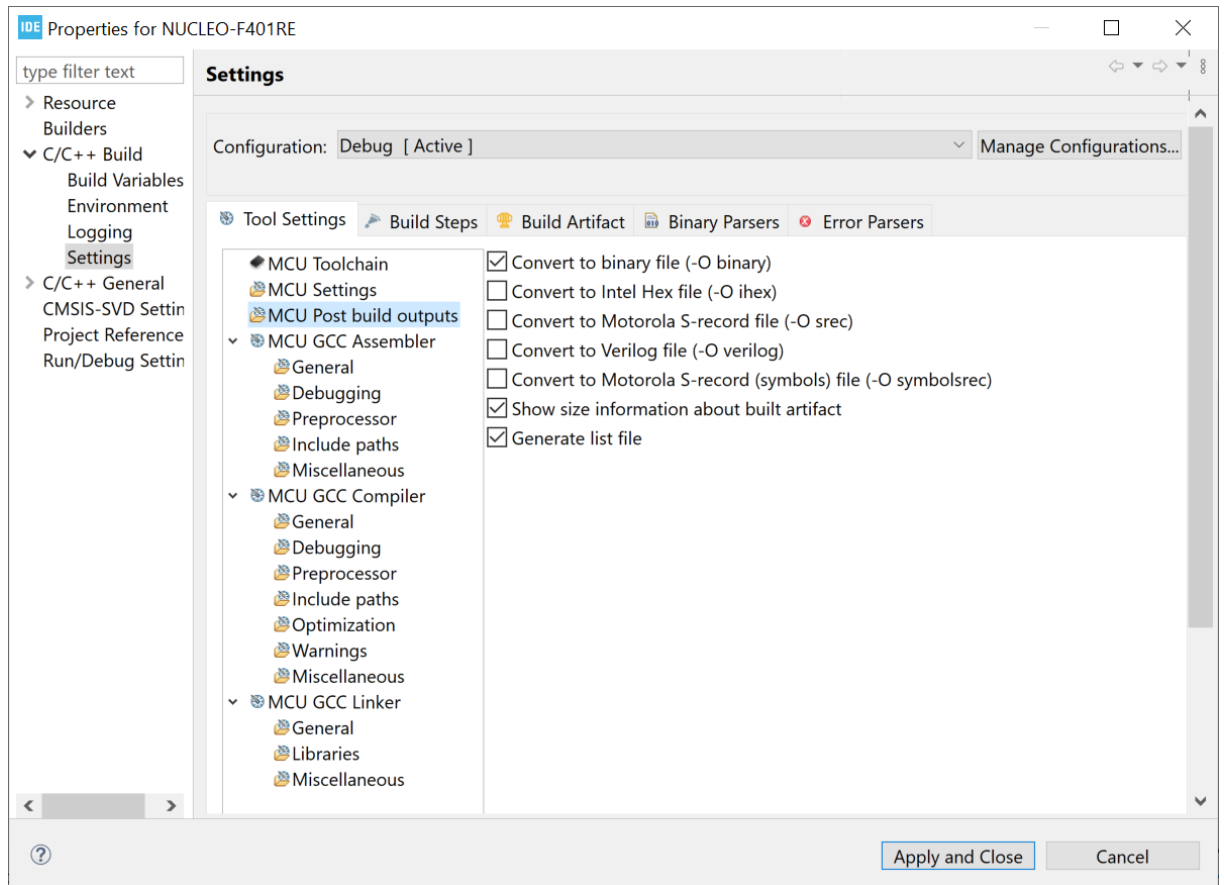 IDE Properties for NUCLEO-F401RE
type filter text
Resource
Builders
C/C++ Build
Build Variables
Environment
Logging
Settings
C/C++ General
CMSIS-SVD Settin
Project Reference
Run/Debug Settin
Settings
Configuration: Debug [ Active ] Manage Configurations...
Tool Settings Build Steps Build Artifact Binary Parsers Error Parsers
MCU Toolchain
MCU Settings
MCU Post build outputs
MCU GCC Assembler
General
Debugging
Preprocessor
Include paths
Miscellaneous
MCU GCC Compiler
General
Debugging
Preprocessor
Include paths
Optimization
Warnings
Miscellaneous
MCU GCC Linker
General
Libraries
Miscellaneous
Convert to binary file (-O binary)
Convert to Intel Hex file (-O ihex)
Convert to Motorola S-record file (-O srec)
Convert to Verilog file (-O verilog)
Convert to Motorola S-record (symbols) file (-O symbolsrec)
Show size information about built artifact
Generate list file
Apply and Close Cancel